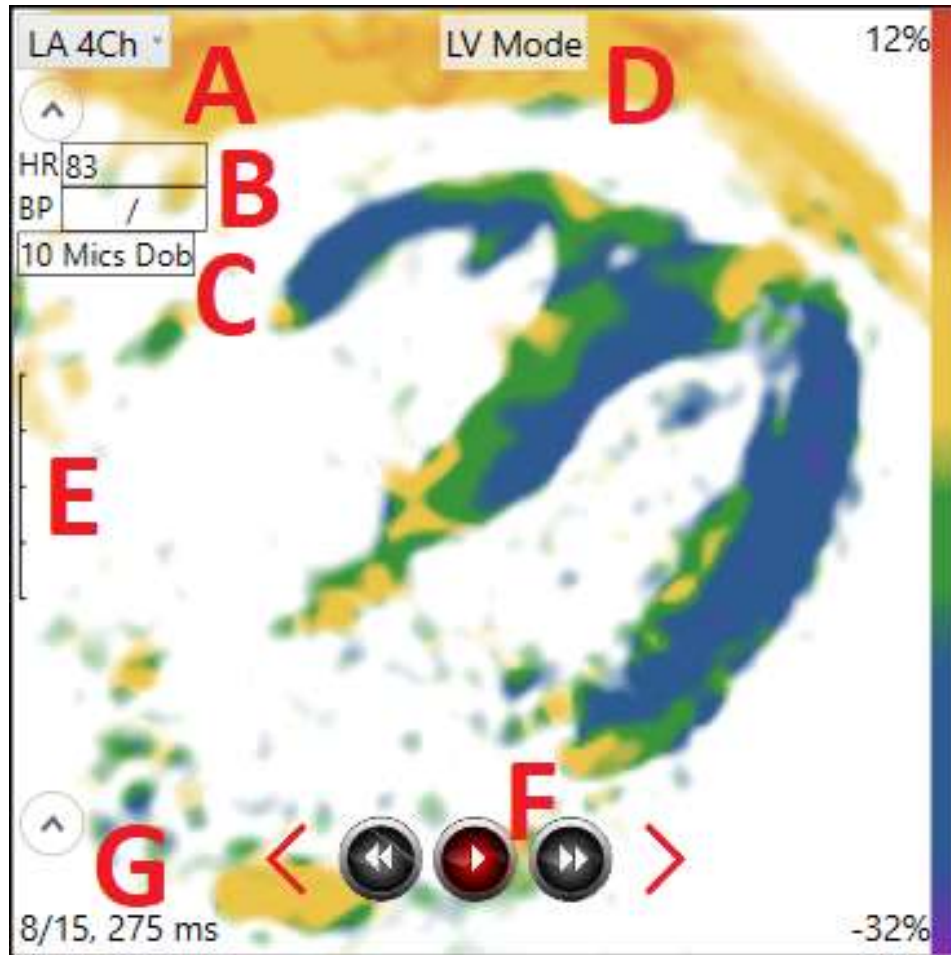 LA 4Ch
LV Mode
12%
A
D
HR 83
B
BP /
10 Mics Dob
C
E
F
G
8/15, 275 ms
-32%